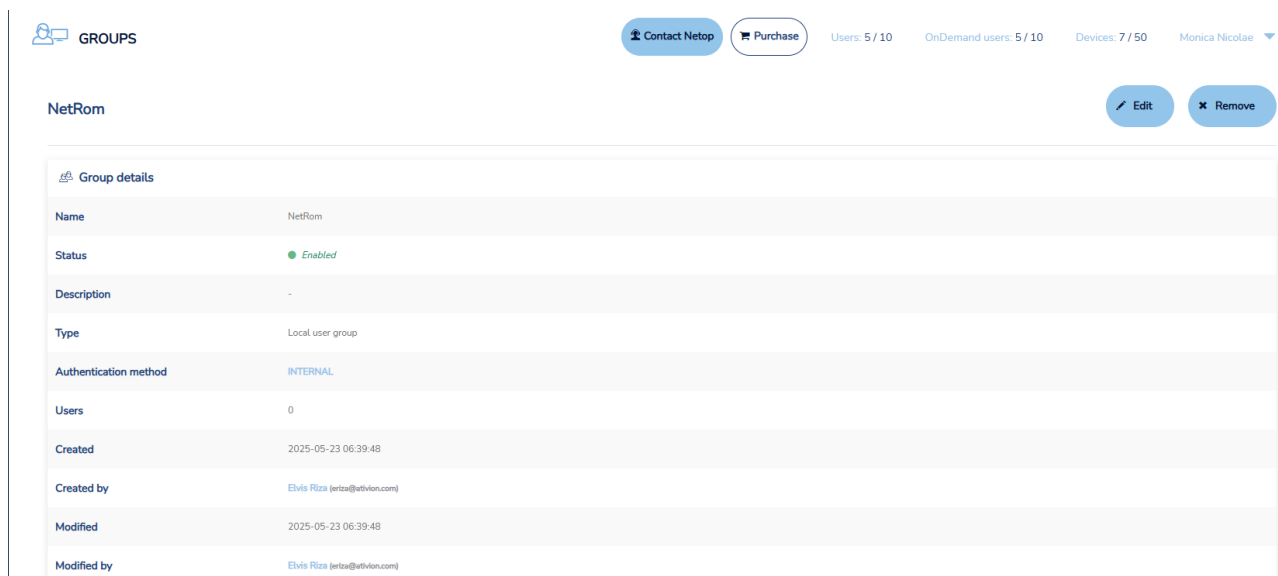 GROUPS
Contact Netop
Purchase
Users: 5 / 10
OnDemand users: 5 / 10
Devices: 7 / 50
Monica Nicolae
NetRom
Edit
Remove
Group details
Name NetRom
Status Enabled
Description -
Type Local user group
Authentication method INTERNAL
Users 0
Created 2025-05-23 06:39:48
Created by Elvis Riza (eriza@ativion.com)
Modified 2025-05-23 06:39:48
Modified by Elvis Riza (eriza@ativion.com)